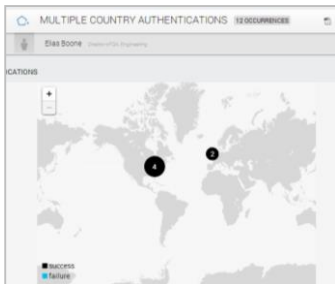 MULTIPLE COUNTRY AUTHENTICATIONS 12 OCCURRENCES
Elias Boone
ICATIONS
+
-
4
2
success
failure